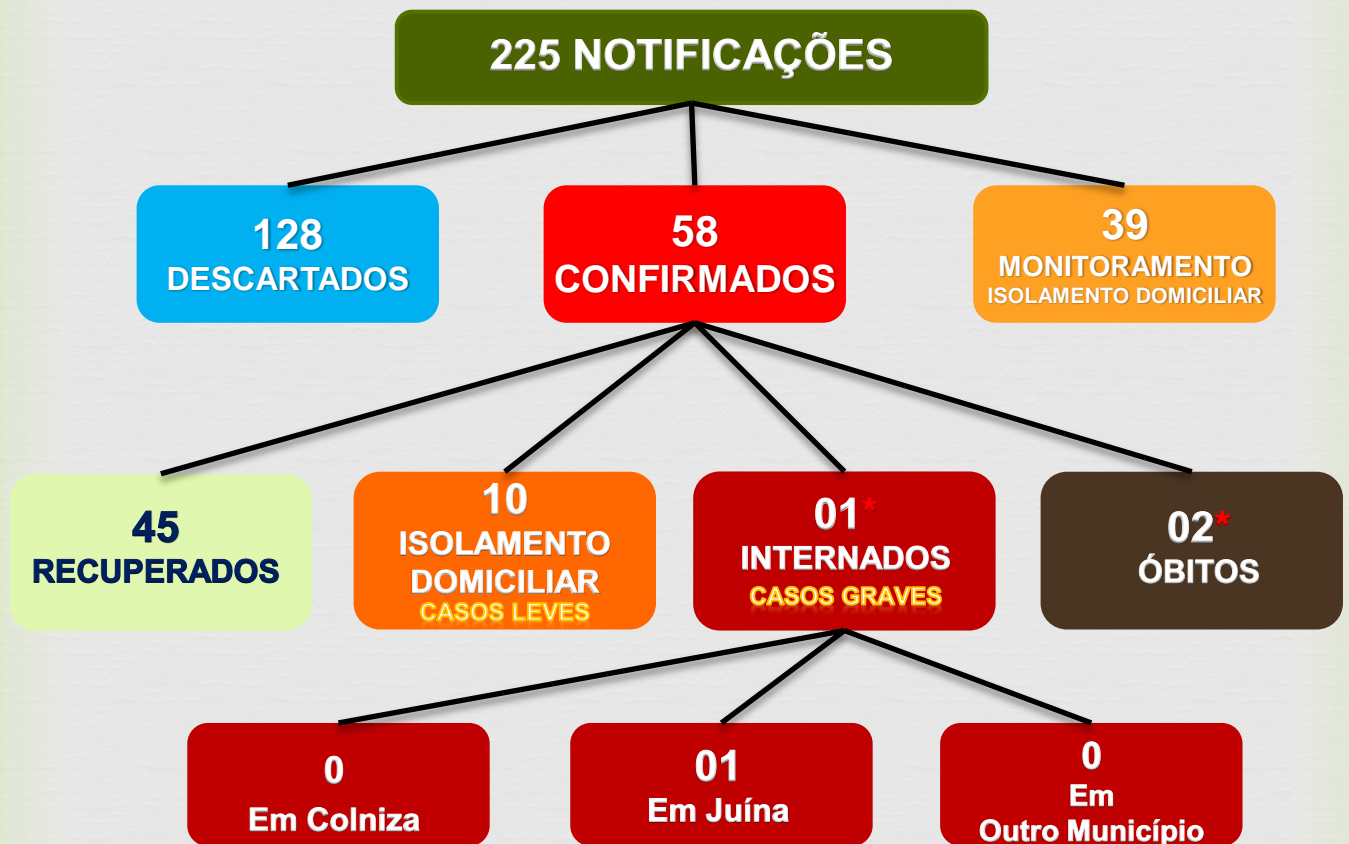 225 NOTIFICAÇÕES
128
DESCARTADOS
58
CONFIRMADOS
39
MONITORAMENTO
ISOLAMENTO DOMICILIAR
45
RECUPERADOS
10
ISOLAMENTO
DOMICILIAR
CASOS LEVES
01*
INTERNADOS
CASOS GRAVES
02*
ÓBITOS
0
Em Colniza
01
Em Juína
0
Em
Outro Município